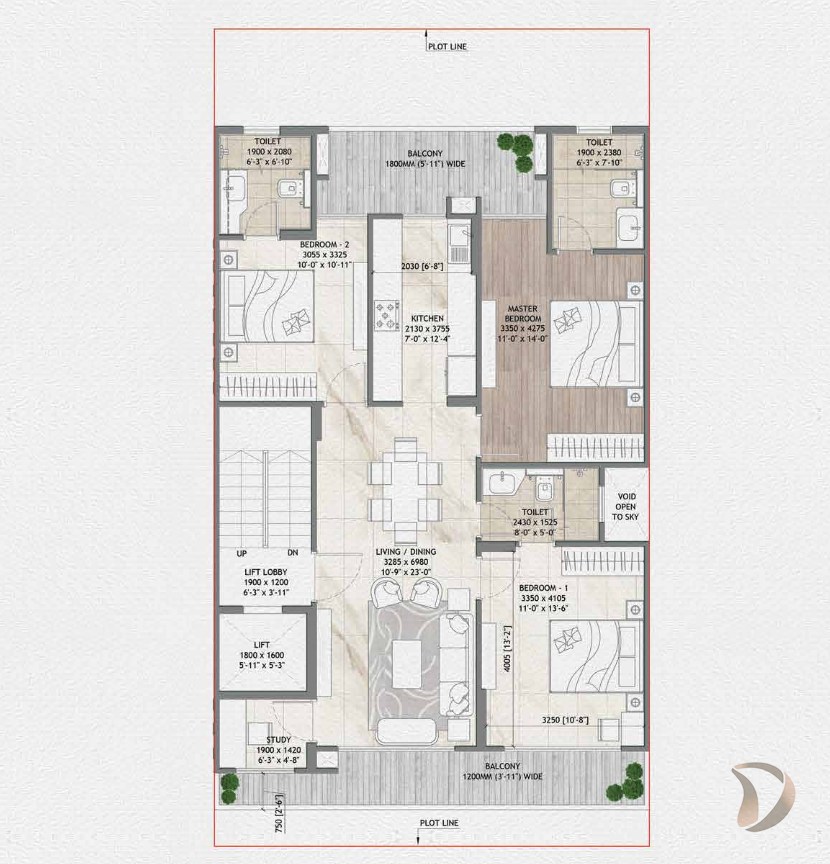 PLOT LINE
TOILET
1900 x 2080
6'-3" x 6'-10"
BALCONY
1800MM (5'-11") WIDE
TOILET
1900 x 2380
6'-3" x 7'-10"
BEDROOM - 2
3055 x 3325
10'-0" x 10'-11"
2030 [6'-8"]
KITCHEN
2130 x 3755
7'-0" x 12'-4"
MASTER
BEDROOM
3350 x 4275
11'-0" x 14'-0"
VOID
OPEN
TO SKY
TOILET
2430 x 1525
8'-0" x 5'-0"
UP
DN
LIVING / DINING
3285 x 6980
10'-9" x 23'-0"
LIFT LOBBY
1900 x 1200
6'-3" x 3'-11"
BEDROOM - 1
3350 x 4105
11'-0" x 13'-6"
LIFT
1800 x 1600
5'-11" x 5'-3"
4005 [13'-2"]
3250 [10'-8"]
STUDY
1900 x 1420
6'-3" x 4'-8"
BALCONY
1200MM (3'-11") WIDE
750 [2'-6"]
PLOT LINE